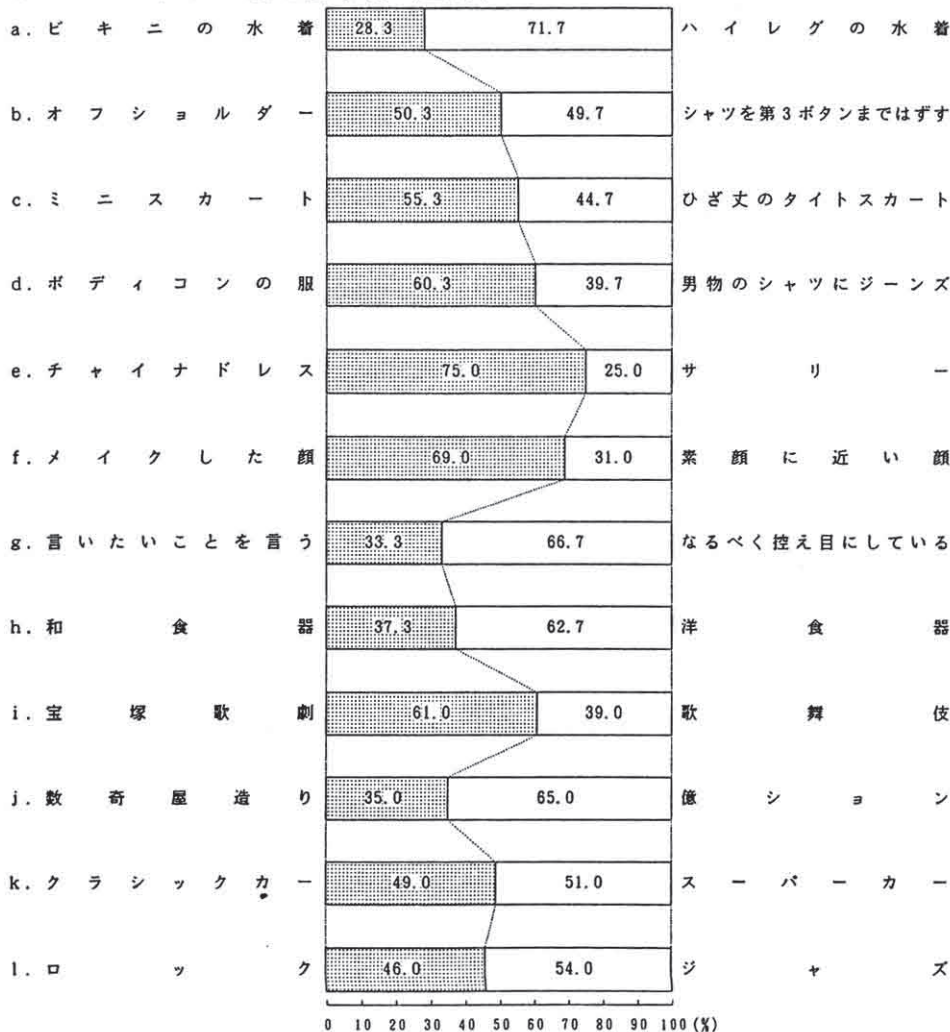 a. ビキニの水着 28.3 71.7 ハイレグの水着
b. オフショルダー 50.3 49.7 シャツを第3ボタンまではずす
c. ミニスカート 55.3 44.7 ひざ丈のタイトスカート
d. ボディコンの服 60.3 39.7 男物のシャツにジーンズ
e. チャイナドレス 75.0 25.0 サリー
f. メイクした顔 69.0 31.0 素顔に近い顔
g. 言いたいことを言う 33.3 66.7 なるべく控え目にしている
h. 和食器 37.3 62.7 洋食器
i. 宝塚歌劇 61.0 39.0 歌舞伎
j. 数奇屋造り 35.0 65.0 億ション
k. クラシックカー 49.0 51.0 スーパーカー
l. ロック 46.0 54.0 ジャズ
0 10 20 30 40 50 60 70 80 90 100 (%)